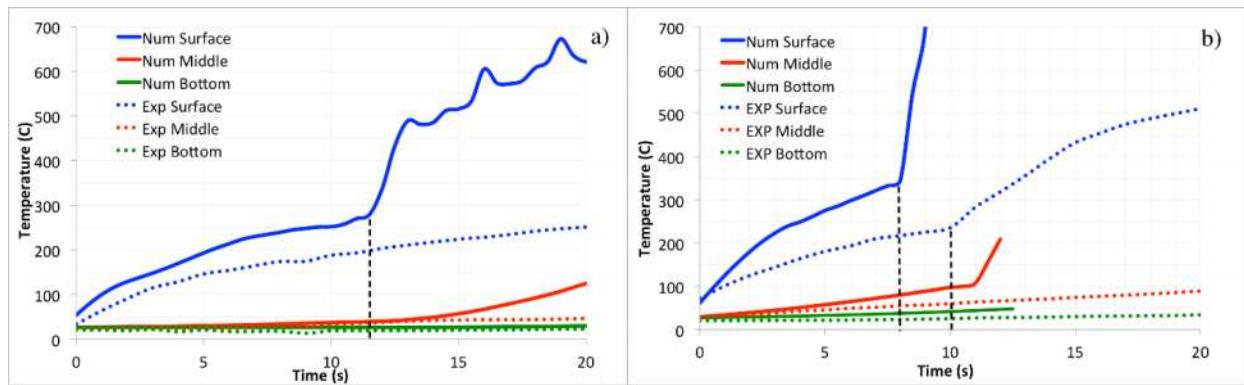 700
600
500
400
300
200
100
0
Temperature (C)
Num Surface
Num Middle
Num Bottom
Exp Surface
Exp Middle
Exp Bottom
a)
0 5 10 15 20
Time (s)
700
600
500
400
300
200
100
0
Temperature (C)
Num Surface
Num Middle
Num Bottom
EXP Surface
EXP Middle
EXP Bottom
b)
0 5 10 15 20
Time (s)